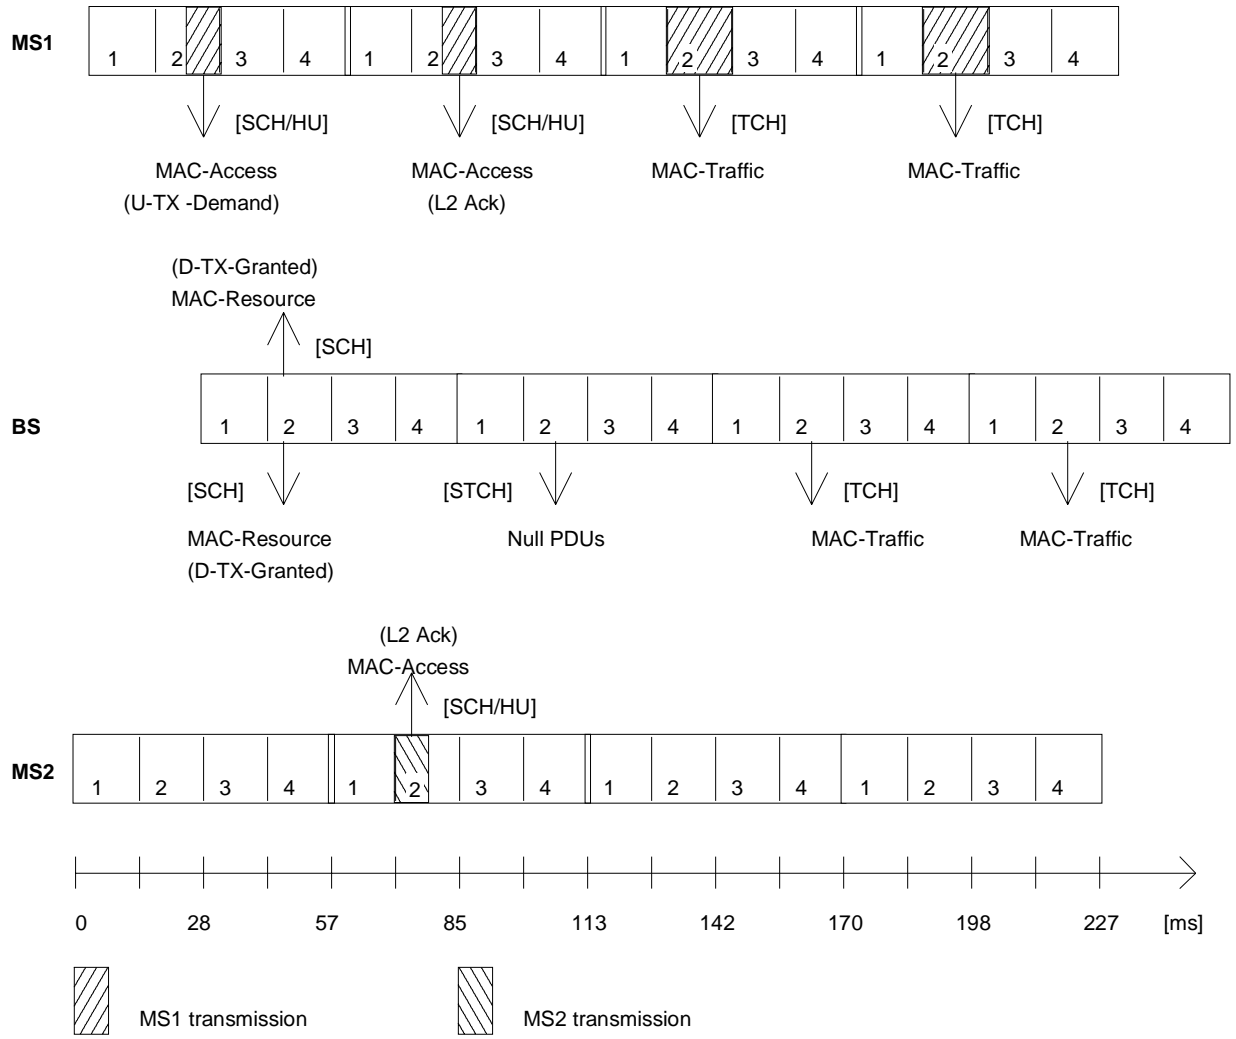 MS1
1 2 3 4 1 2 3 4 1 2 3 4 1 2 3 4
[SCH/HU] [SCH/HU] [TCH] [TCH]
MAC-Access MAC-Access MAC-Traffic MAC-Traffic
(U-TX -Demand) (L2 Ack)
(D-TX-Granted)
MAC-Resource
[SCH]
BS
1 2 3 4 1 2 3 4 1 2 3 4 1 2 3 4
[SCH] [STCH] [TCH] [TCH]
MAC-Resource Null PDUs MAC-Traffic MAC-Traffic
(D-TX-Granted)
(L2 Ack)
MAC-Access
[SCH/HU]
MS2
1 2 3 4 1 2 3 4 1 2 3 4 1 2 3 4
0 28 57 85 113 142 170 198 227 [ms]
MS1 transmission MS2 transmission